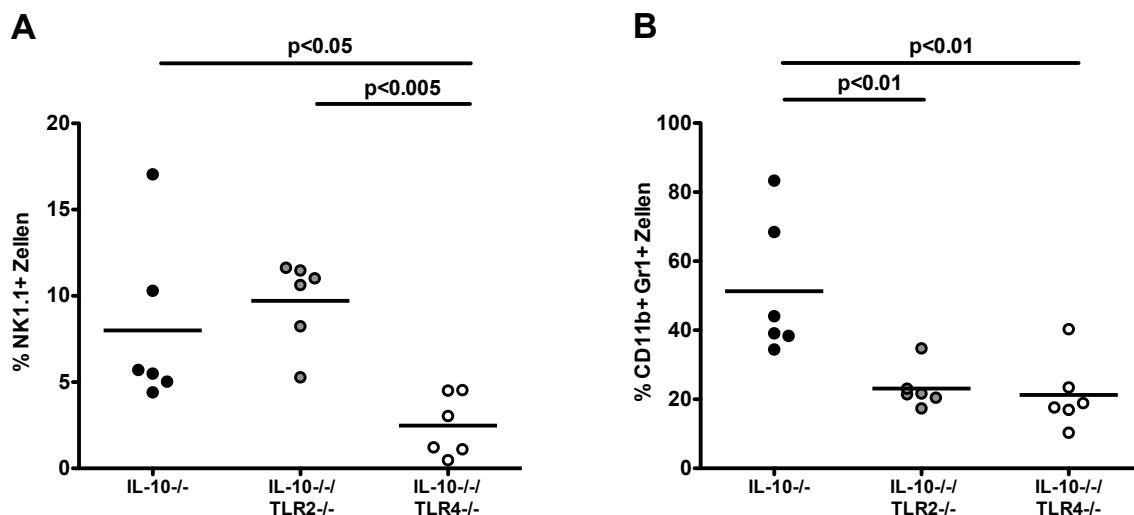 A
p<0.05
p<0.005
% NK1.1+ Zellen
20
15
10
5
0
IL-10-/-
IL-10-/-/
TLR2-/-
IL-10-/-/
TLR4-/-
B
p<0.01
p<0.01
% CD11b+ Gr1+ Zellen
100
80
60
40
20
0
IL-10-/-
IL-10-/-/
TLR2-/-
IL-10-/-/
TLR4-/-